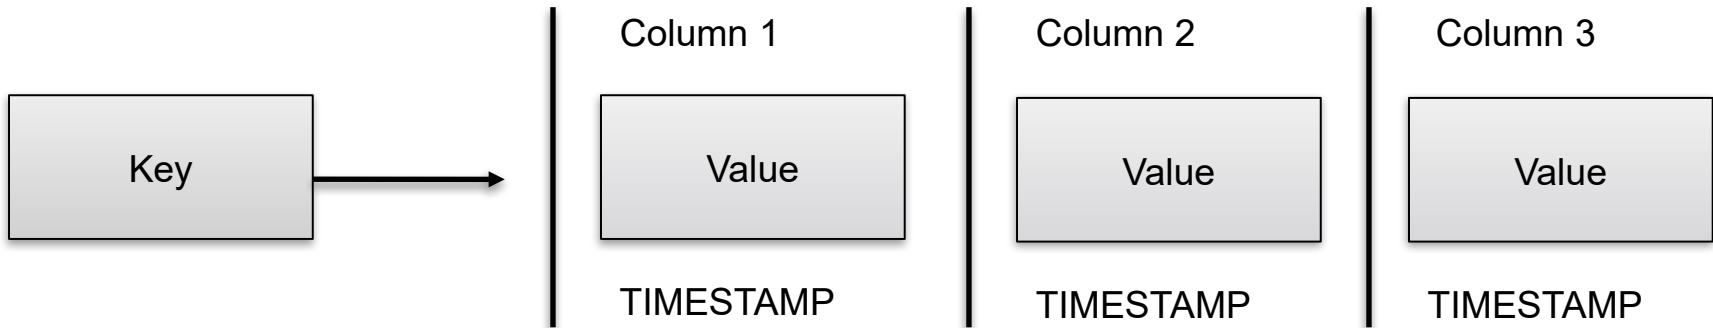 Column 1 Column 2 Column 3
Key Value Value Value
TIMESTAMP TIMESTAMP TIMESTAMP